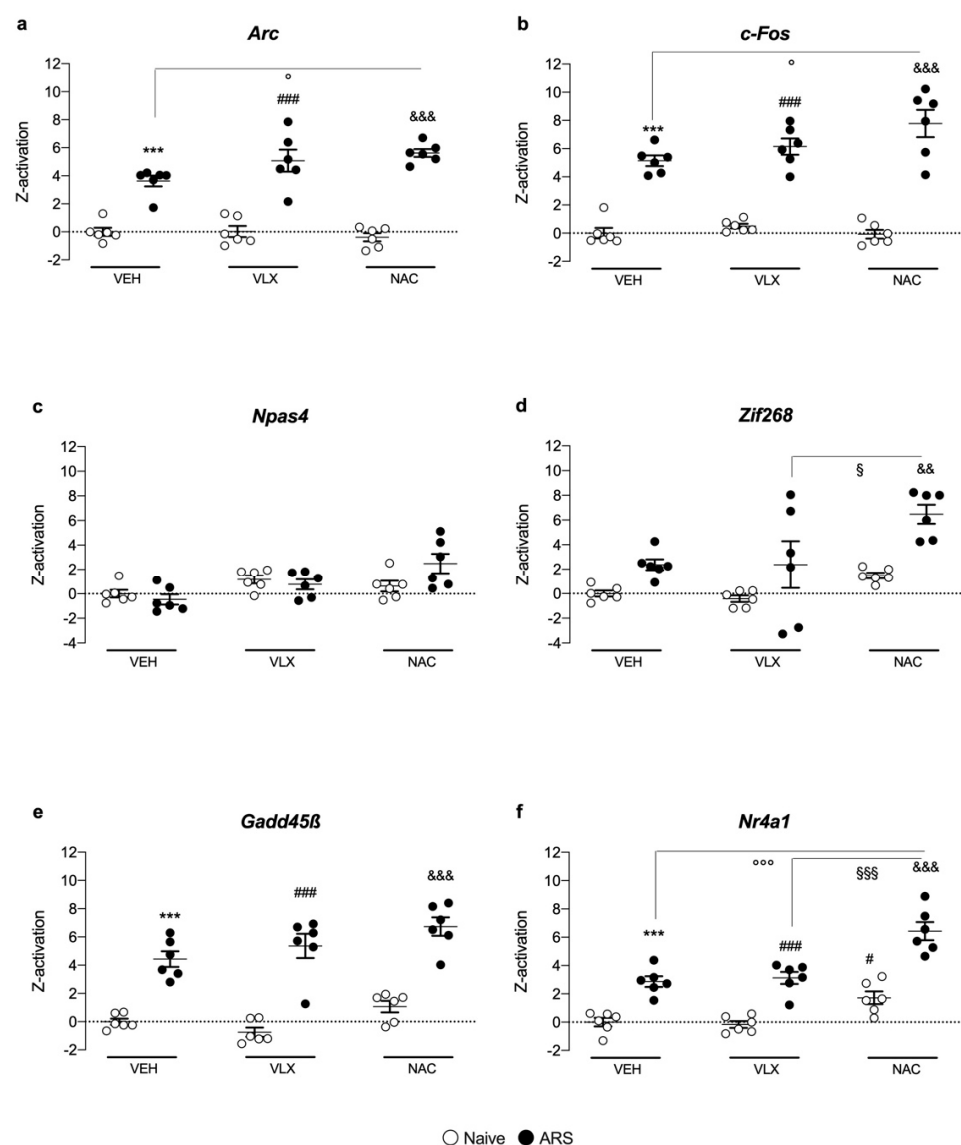 a
Arc
Z-activation
12
10
8
6
4
2
0
-2
***
°
###
&&&
VEH
VLX
NAC
b
c-Fos
Z-activation
12
10
8
6
4
2
0
-2
***
°
###
&&&
VEH
VLX
NAC
c
Npas4
Z-activation
12
10
8
6
4
2
0
-2
-4
VEH
VLX
NAC
d
Zif268
Z-activation
12
10
8
6
4
2
0
-2
-4
§
&&
VEH
VLX
NAC
e
Gadd45ß
Z-activation
12
10
8
6
4
2
0
-2
***
###
&&&
VEH
VLX
NAC
f
Nr4a1
Z-activation
12
10
8
6
4
2
0
-2
***
°°°
###
§§§
#
&&&
VEH
VLX
NAC
Naive ARS